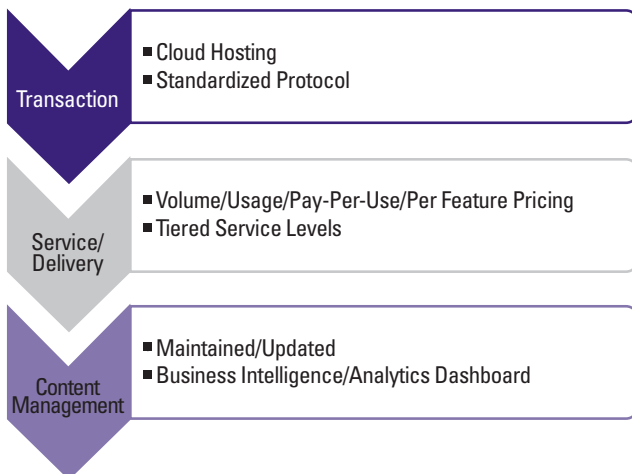 Transaction
■ Cloud Hosting
■ Standardized Protocol
Service/
Delivery
■ Volume/Usage/Pay-Per-Use/Per Feature Pricing
■ Tiered Service Levels
Content
Management
■ Maintained/Updated
■ Business Intelligence/Analytics Dashboard